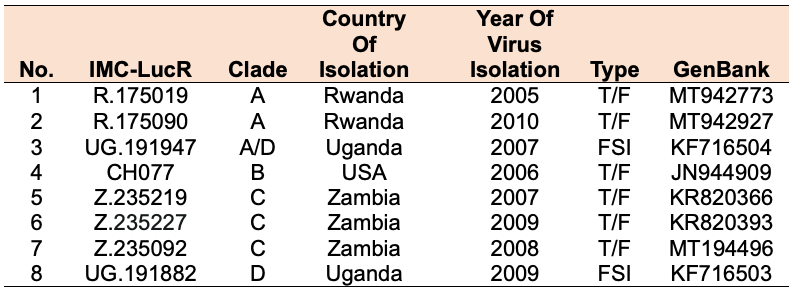 Country Year Of
Of Virus
No. IMC-LucR Clade Isolation Isolation Type GenBank
1 R.175019 A Rwanda 2005 T/F MT942773
2 R.175090 A Rwanda 2010 T/F MT942927
3 UG.191947 A/D Uganda 2007 FSI KF716504
4 CH077 B USA 2006 T/F JN944909
5 Z.235219 C Zambia 2007 T/F KR820366
6 Z.235227 C Zambia 2009 T/F KR820393
7 Z.235092 C Zambia 2008 T/F MT194496
8 UG.191882 D Uganda 2009 FSI KF716503